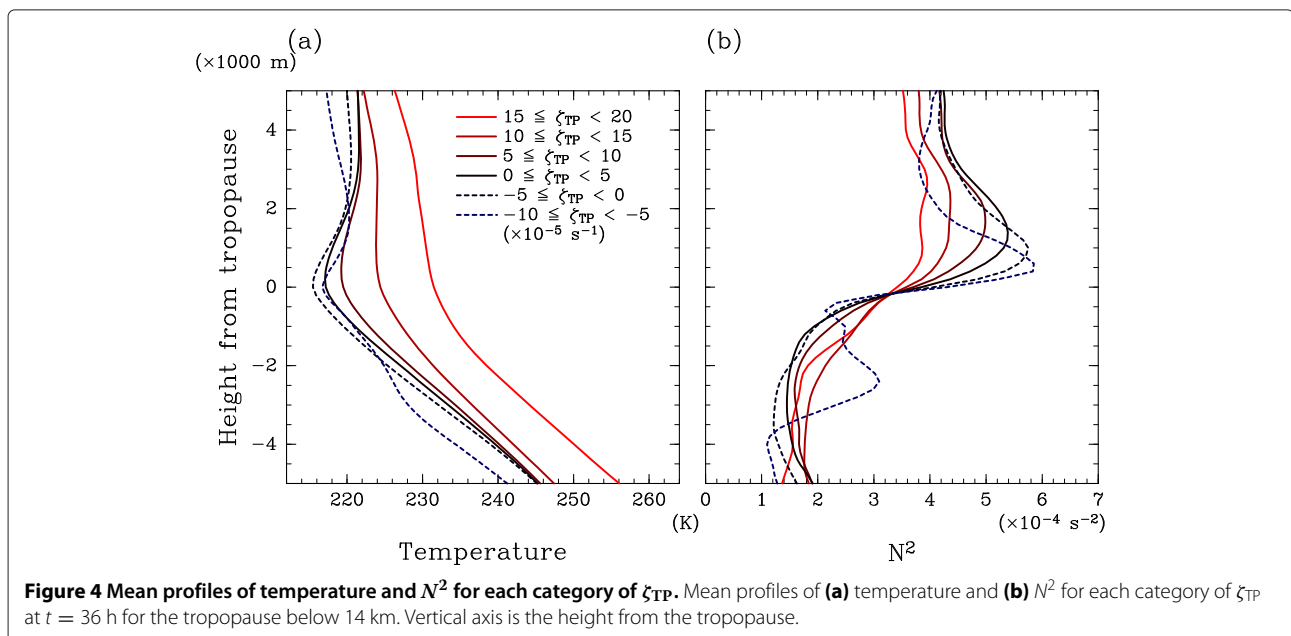 (a)
(b)
(×1000 m)
Height from tropopause
4
2
0
−2
−4
15 ≦ ζTP < 20
10 ≦ ζTP < 15
5 ≦ ζTP < 10
0 ≦ ζTP < 5
−5 ≦ ζTP < 0
−10 ≦ ζTP < −5
(×10⁻⁵ s⁻¹)
220 230 240 250 260
(K)
Temperature
0 1 2 3 4 5 6 7
(×10⁻⁴ s⁻²)
N²
Figure 4 Mean profiles of temperature and N² for each category of ζTP. Mean profiles of (a) temperature and (b) N² for each category of ζTP
at t = 36 h for the tropopause below 14 km. Vertical axis is the height from the tropopause.